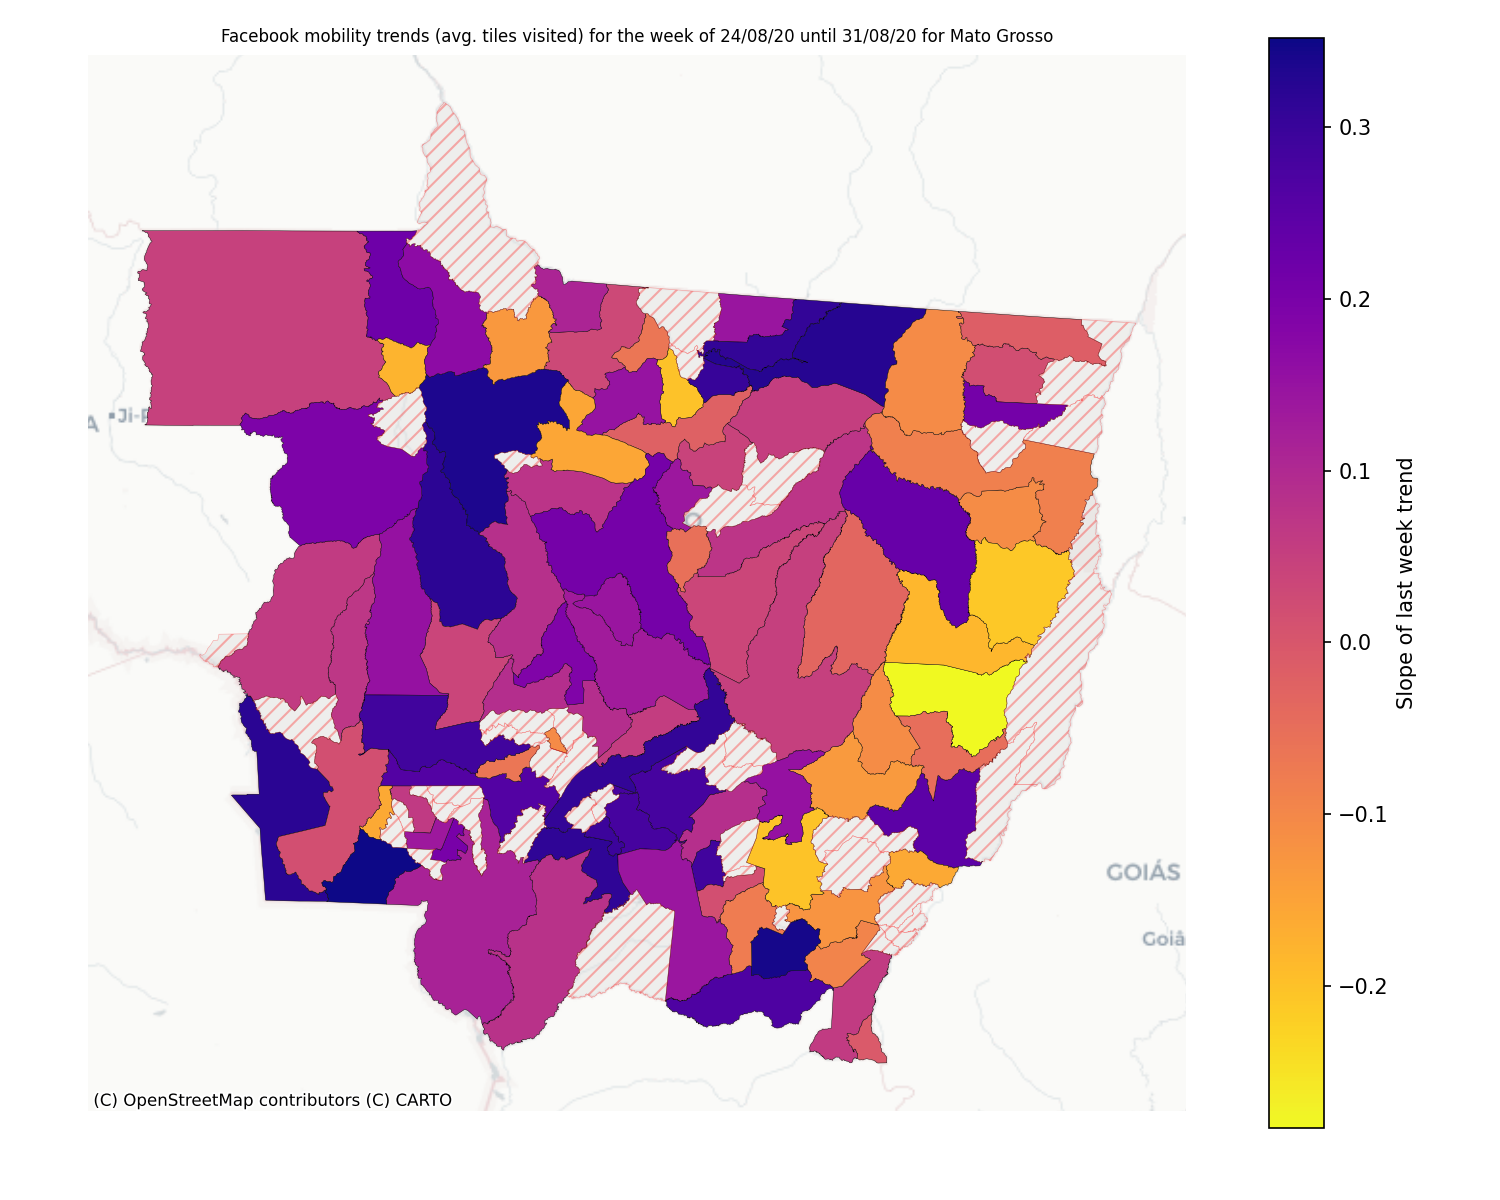 Facebook mobility trends (avg. tiles visited) for the week of 24/08/20 until 31/08/20 for Mato Grosso
0.3
0.2
0.1
0.0
−0.1
−0.2
Slope of last week trend
GOIÁS
(C) OpenStreetMap contributors (C) CARTO